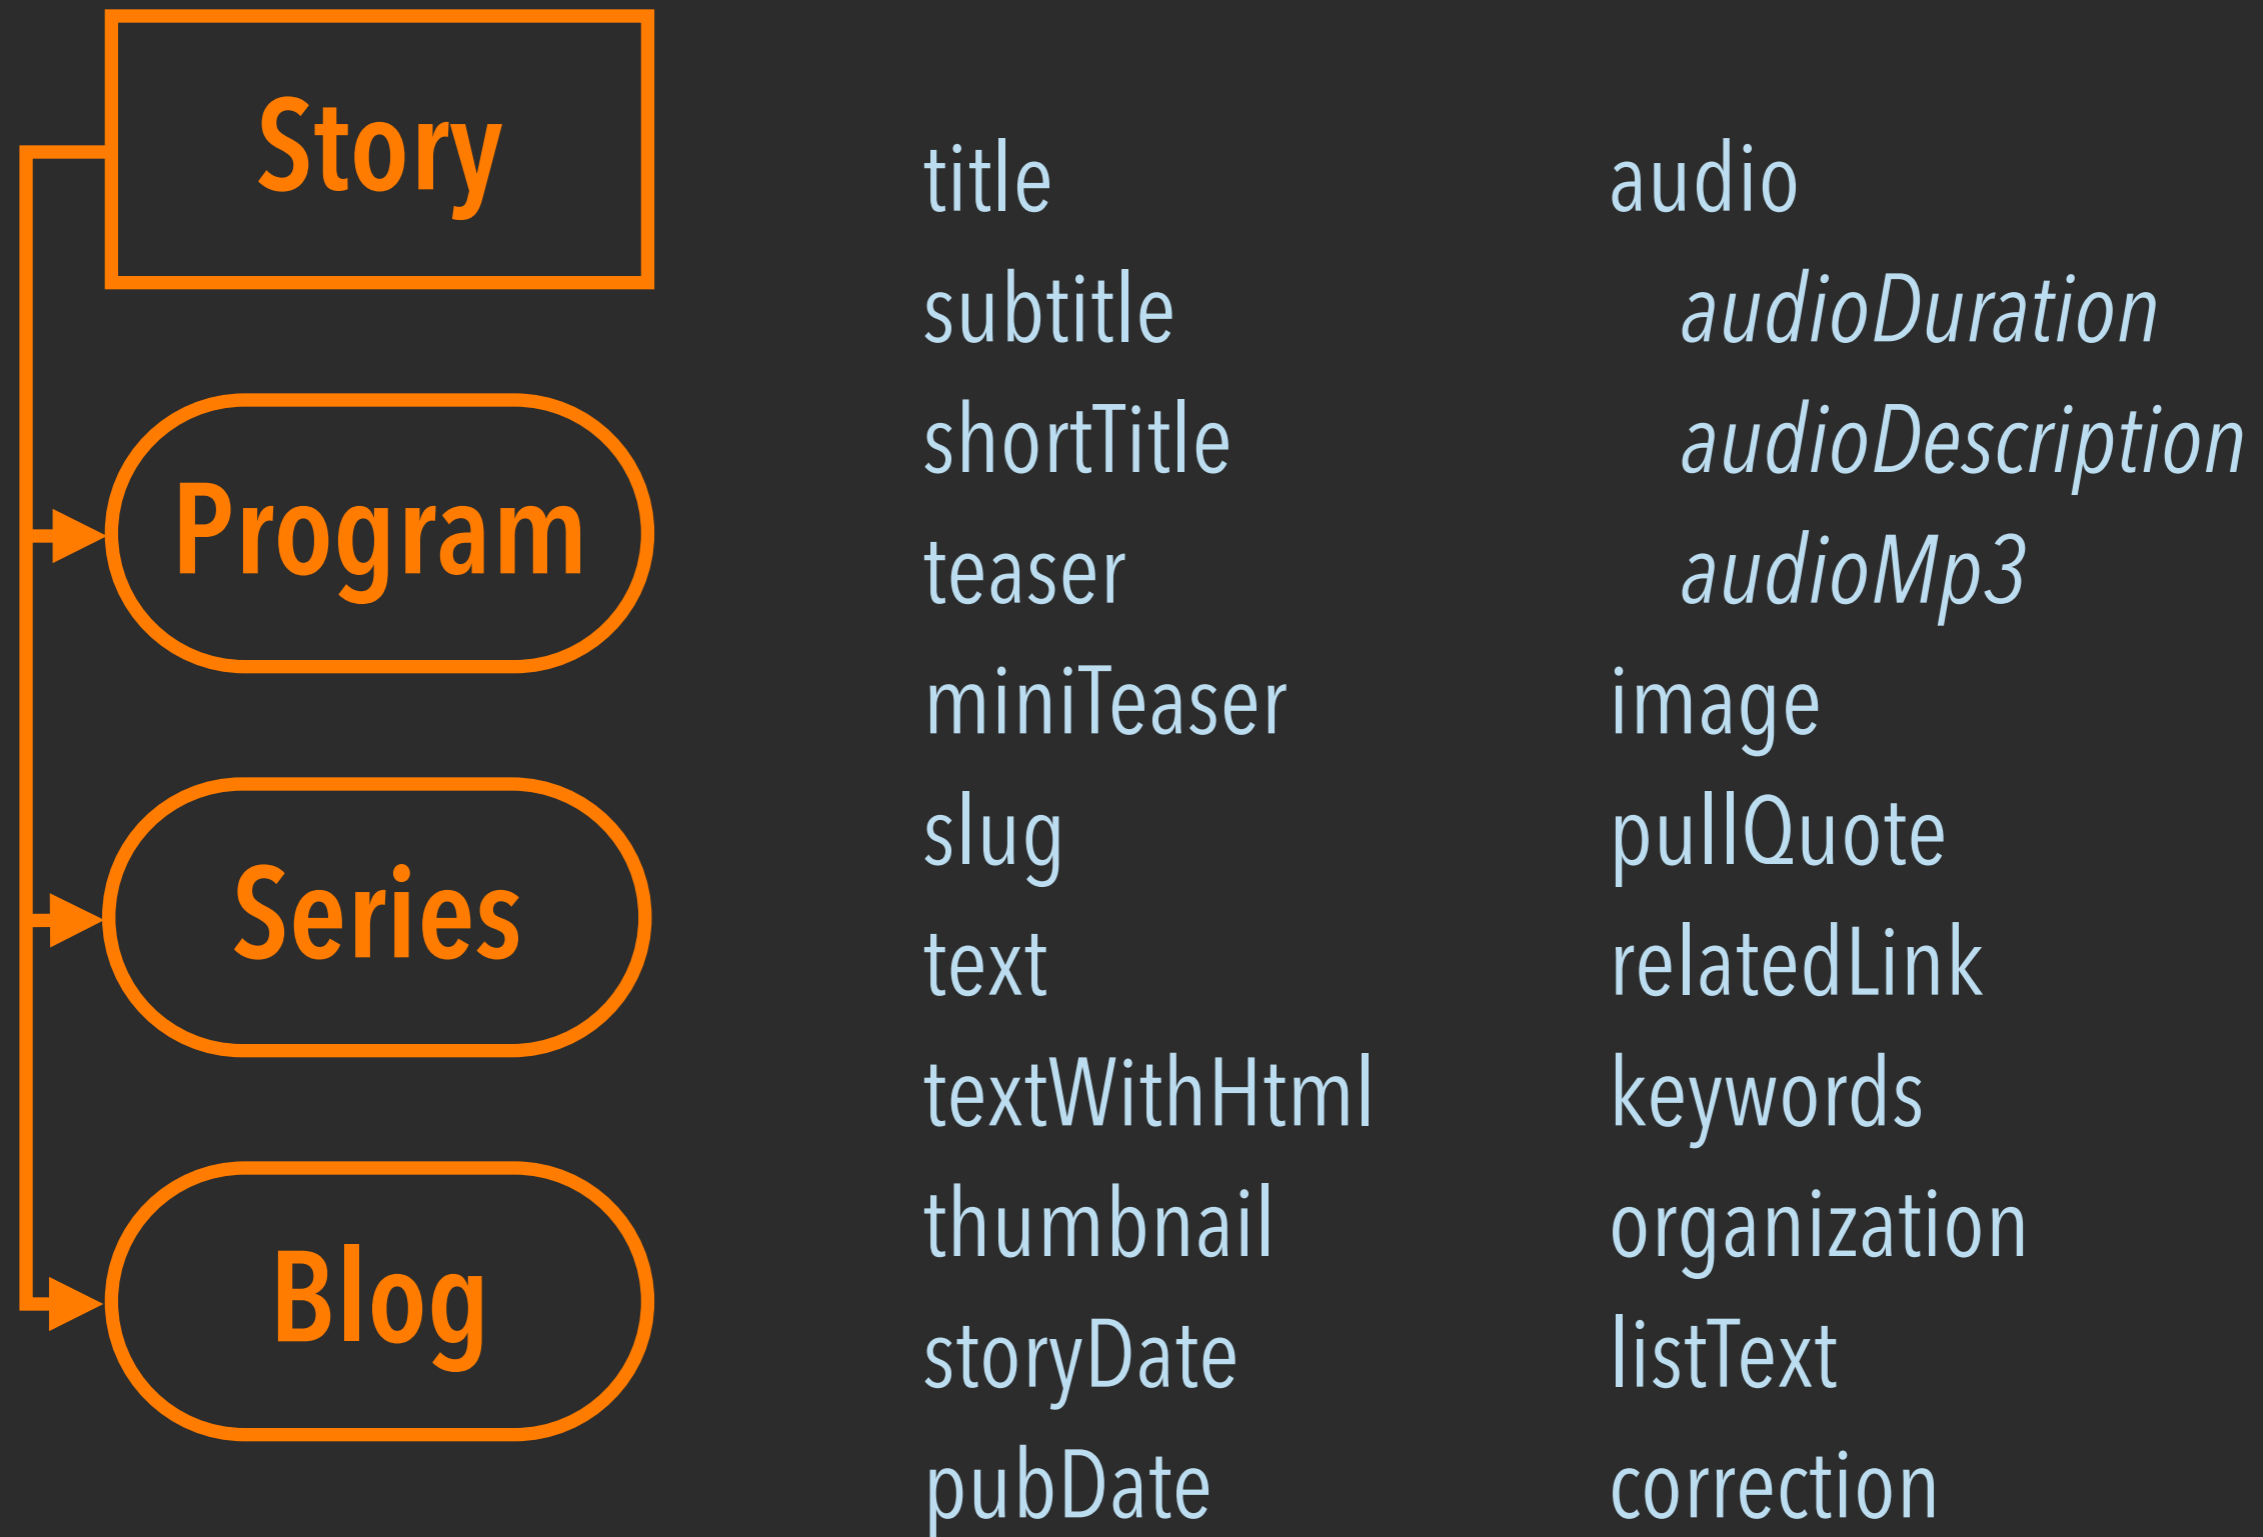 Story
Program
Series
Blog
title
subtitle
shortTitle
teaser
miniTeaser
slug
text
textWithHtml
thumbnail
storyDate
pubDate
audio
audioDuration
audioDescription
audioMp3
image
pullQuote
relatedLink
keywords
organization
listText
correction